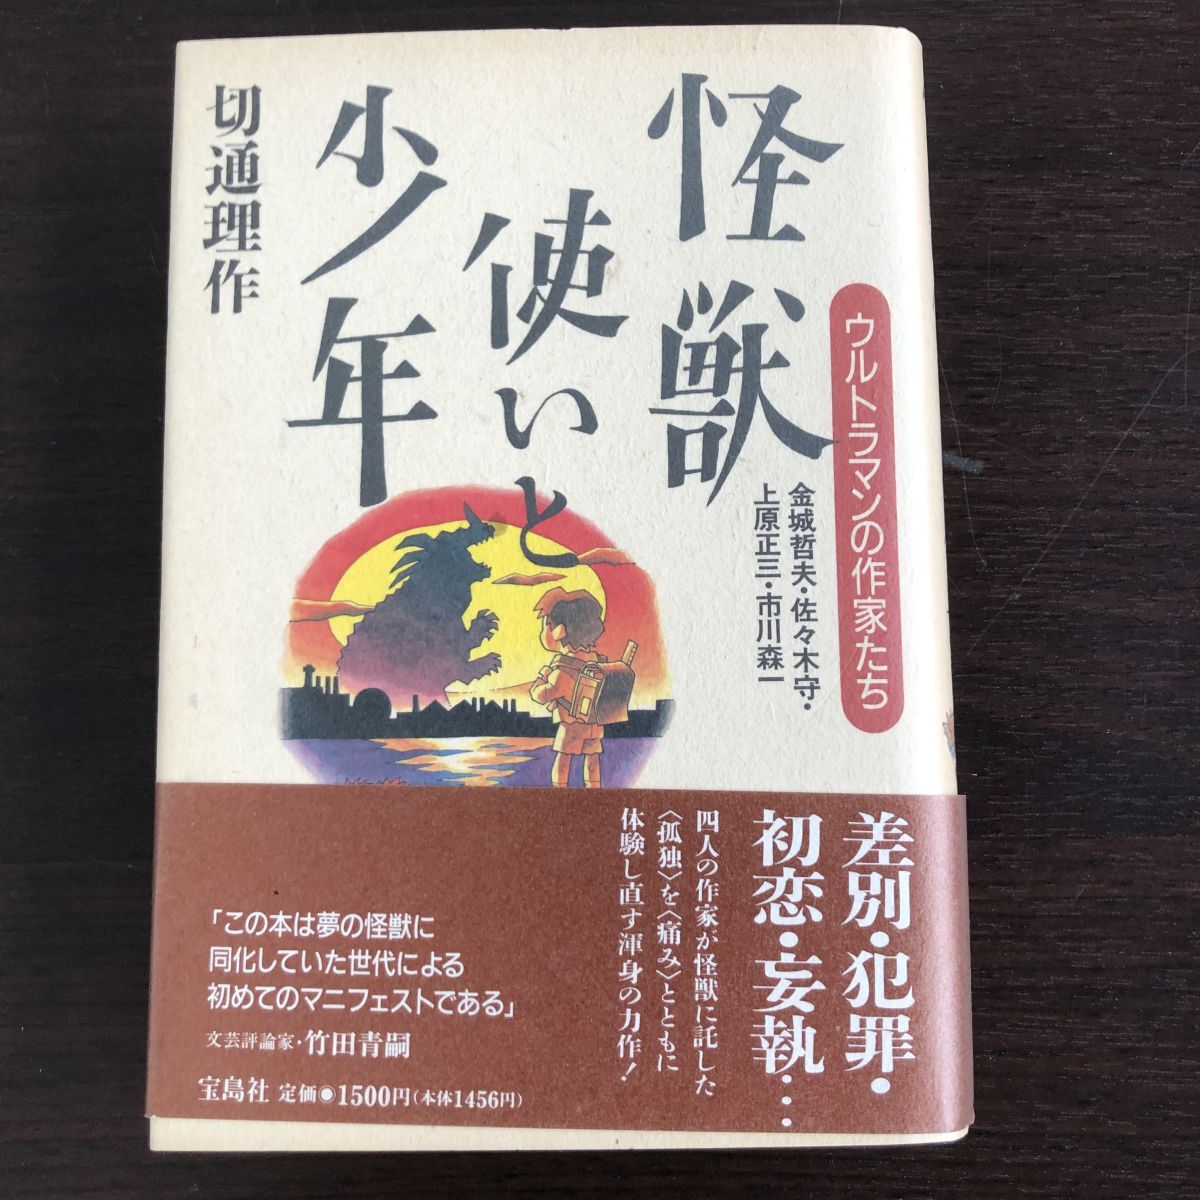 怪獣
使いと
少年
切通理作
ウルトラマンの作家たち
金城哲夫・佐々木守・
上原正三・市川森一
差別・犯罪・
初恋・妄執…
四人の作家が怪獣に託した
〈孤独〉を〈痛み〉とともに
体験し直す渾身の力作！
「この本は夢の怪獣に
同化していた世代による
初めてのマニフェストである」
文芸評論家・竹田青嗣
宝島社 定価◉1500円（本体1456円）